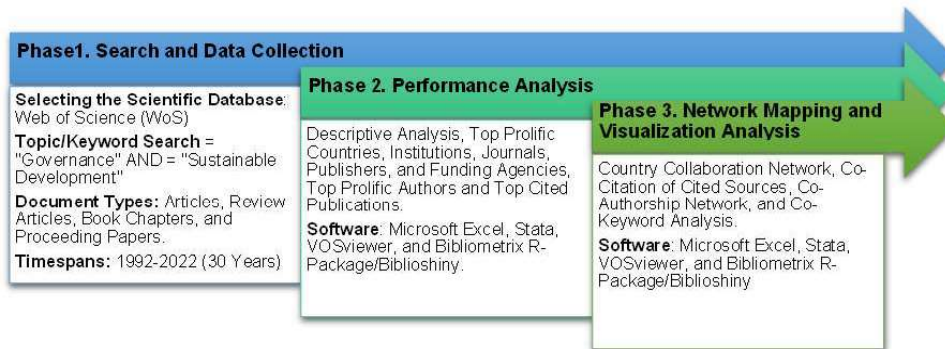 Phase1. Search and Data Collection
Selecting the Scientific Database:
Web of Science (WoS)
Topic/Keyword Search =
"Governance" AND = "Sustainable
Development"
Document Types: Articles, Review
Articles, Book Chapters, and
Proceeding Papers.
Timespans: 1992-2022 (30 Years)
Phase 2. Performance Analysis
Descriptive Analysis, Top Prolific
Countries, Institutions, Journals,
Publishers, and Funding Agencies,
Top Prolific Authors and Top Cited
Publications.
Software: Microsoft Excel, Stata,
VOSviewer, and Bibliometrix R-
Package/Biblioshiny.
Phase 3. Network Mapping and
Visualization Analysis
Country Collaboration Network, Co-
Citation of Cited Sources, Co-
Authorship Network, and Co-
Keyword Analysis.
Software: Microsoft Excel, Stata,
VOSviewer, and Bibliometrix R-
Package/Biblioshiny